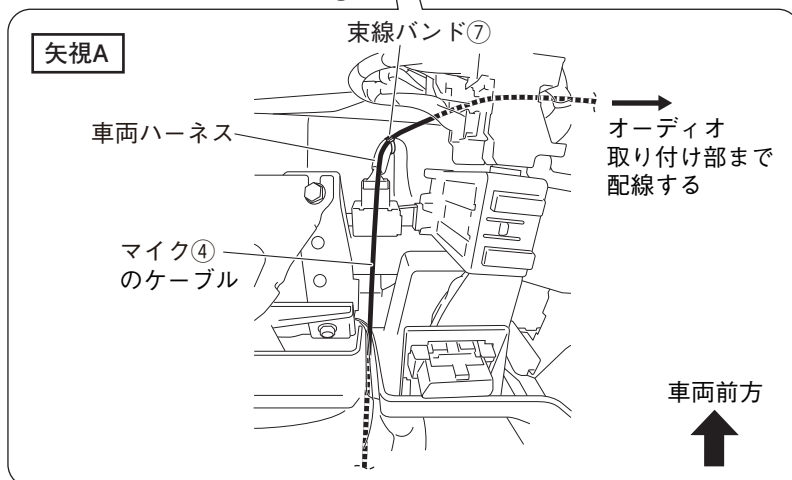 矢視A
束線バンド⑦
車両ハーネス
オーディオ
取り付け部まで
配線する
マイク④
のケーブル
車両前方